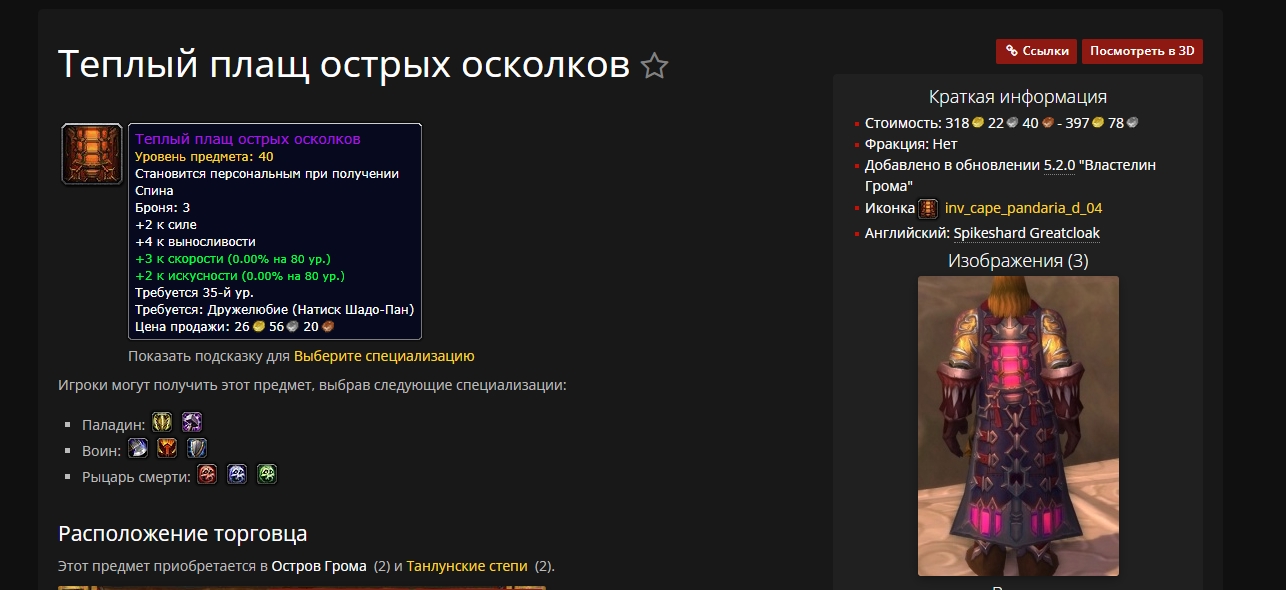 Теплый плащ острых осколков
Теплый плащ острых осколков
Уровень предмета: 40
Становится персональным при получении
Спина
Броня: 3
+2 к силе
+4 к выносливости
+3 к скорости (0.00% на 80 ур.)
+2 к искусности (0.00% на 80 ур.)
Требуется 35-й ур.
Требуется: Дружелюбие (Натиск Шадо-Пан)
Цена продажи: 26 56 20
Показать подсказку для Выберите специализацию
Игроки могут получить этот предмет, выбрав следующие специализации:
Паладин:
Воин:
Рыцарь смерти:
Расположение торговца
Этот предмет приобретается в Остров Грома (2) и Танлунские степи (2).
Ссылки
Посмотреть в 3D
Краткая информация
Стоимость: 318 22 40 - 397 78
Фракция: Нет
Добавлено в обновлении 5.2.0 "Властелин
Грома"
Иконка inv_cape_pandaria_d_04
Английский: Spikeshard Greatcloak
Изображения (3)